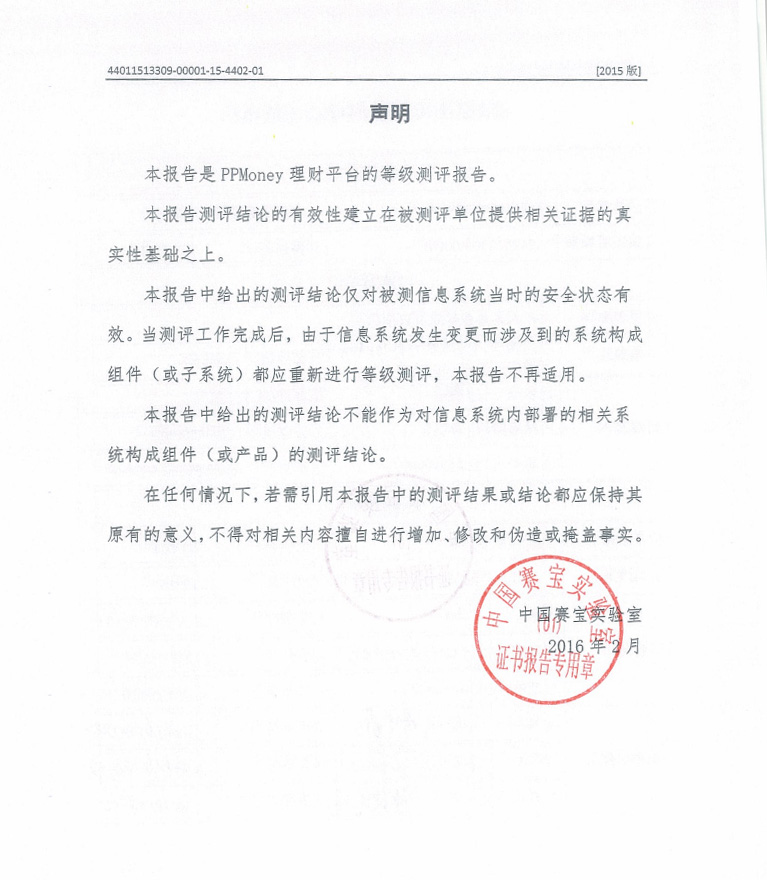 44011513309-00001-15-4402-01 [2015 版]
声明
本报告是 PPMoney 理财平台的等级测评报告。
本报告测评结论的有效性建立在被测评单位提供相关证据的真
实性基础之上。
本报告中给出的测评结论仅对被测信息系统当时的安全状态有
效。当测评工作完成后，由于信息系统发生变更而涉及到的系统构成
组件（或子系统）都应重新进行等级测评，本报告不再适用。
本报告中给出的测评结论不能作为对信息系统内部署的相关系
统构成组件（或产品）的测评结论。
在任何情况下，若需引用本报告中的测评结果或结论都应保持其
原有的意义，不得对相关内容擅自进行增加、修改和伪造或掩盖事实。
中国赛宝实验室
2016 年 2 月
中国赛宝实验室
(01)
证书报告专用章